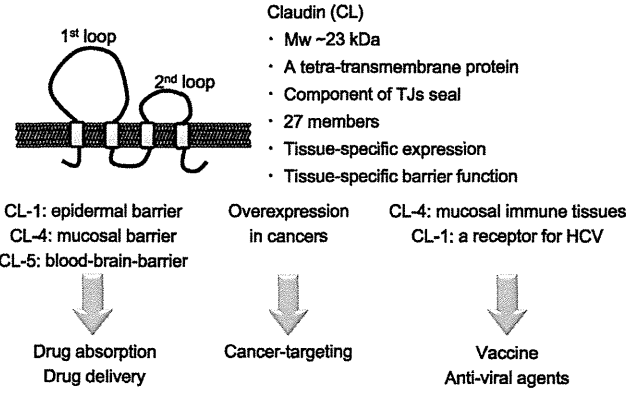 Claudin (CL)
1st loop
2nd loop
· Mw ~23 kDa
· A tetra-transmembrane protein
· Component of TJs seal
· 27 members
· Tissue-specific expression
· Tissue-specific barrier function
CL-1: epidermal barrier
CL-4: mucosal barrier
CL-5: blood-brain-barrier
Overexpression
in cancers
CL-4: mucosal immune tissues
CL-1: a receptor for HCV
Drug absorption
Drug delivery
Cancer-targeting
Vaccine
Anti-viral agents